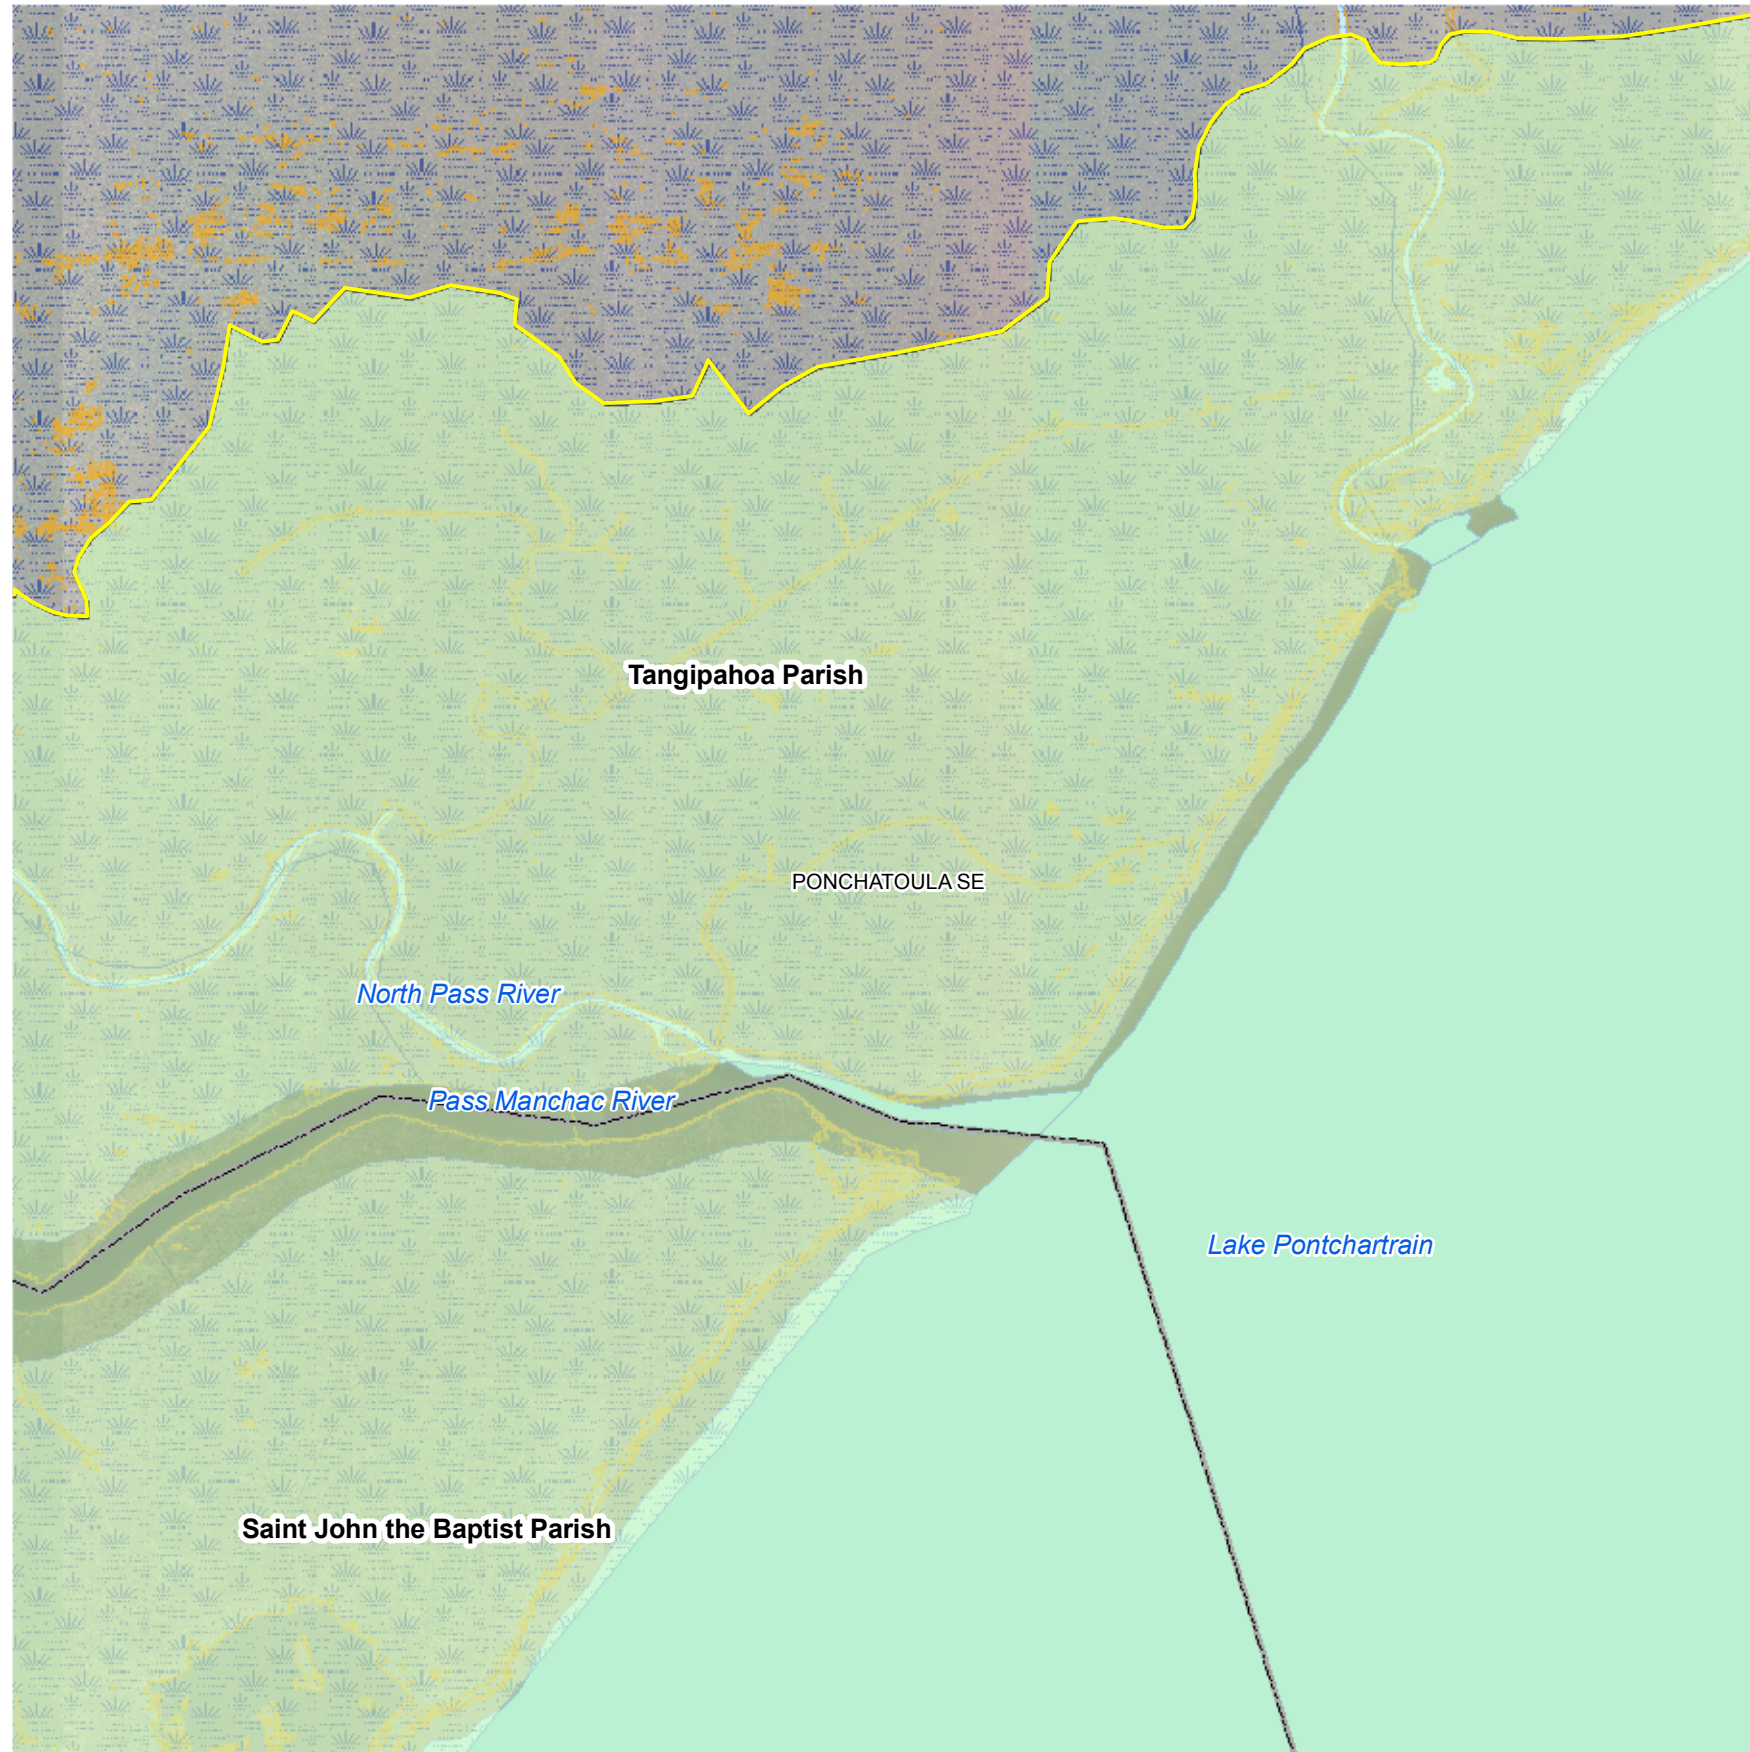 Tangipahoa Parish
PONCHATOULA SE
North Pass River
Pass Manchac River
Lake Pontchartrain
Saint John the Baptist Parish